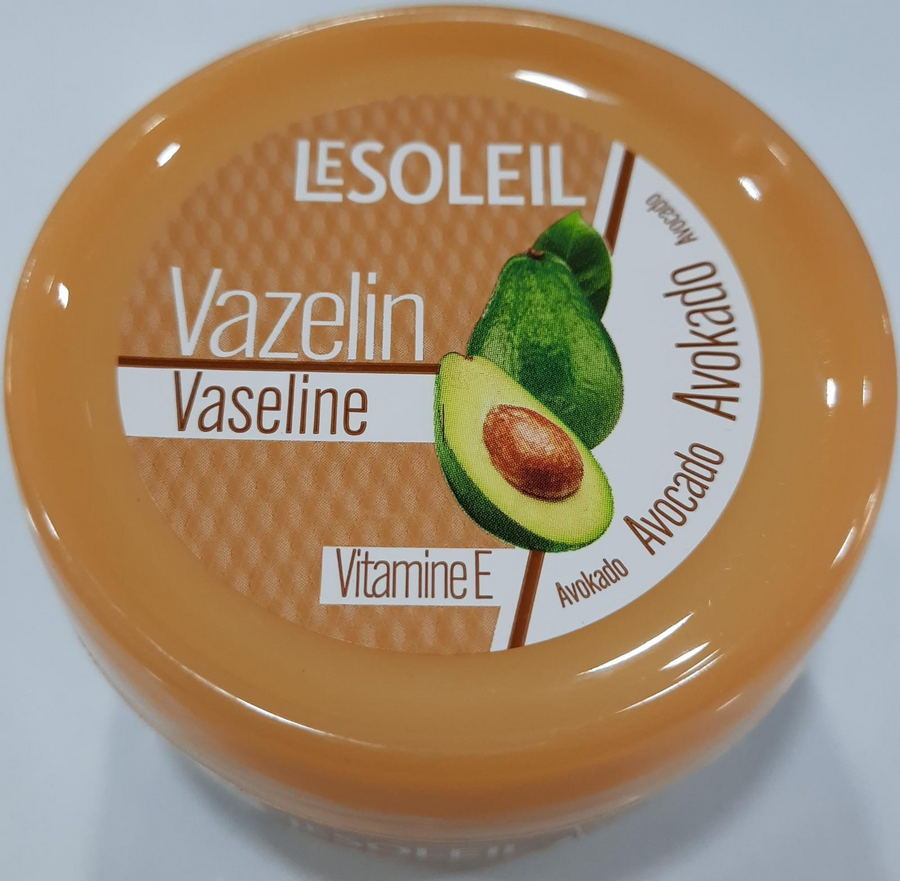 LESOLEIL
Vazelin
Vaseline
Vitamine E
Avocado
Avokado
Avocado
Avokado